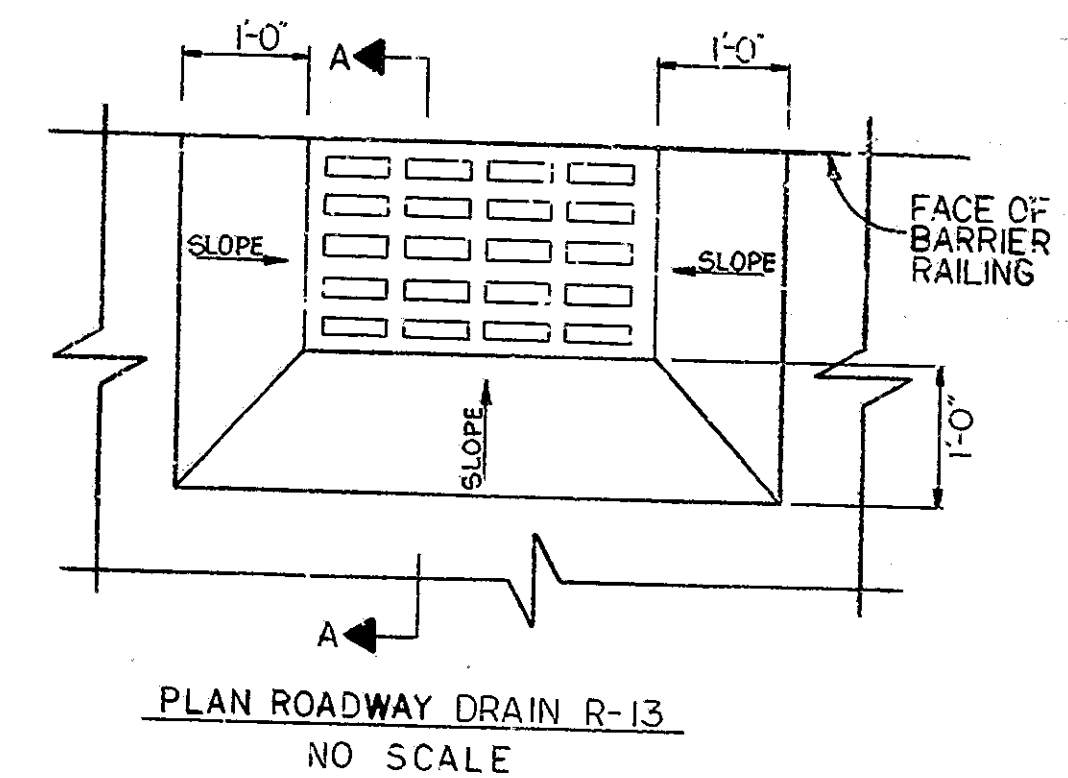 1'-0"
A
1'-0"
FACE OF
BARRIER
RAILING
SLOPE
SLOPE
SLOPE
1'-0"
A
PLAN ROADWAY DRAIN R-13
NO SCALE